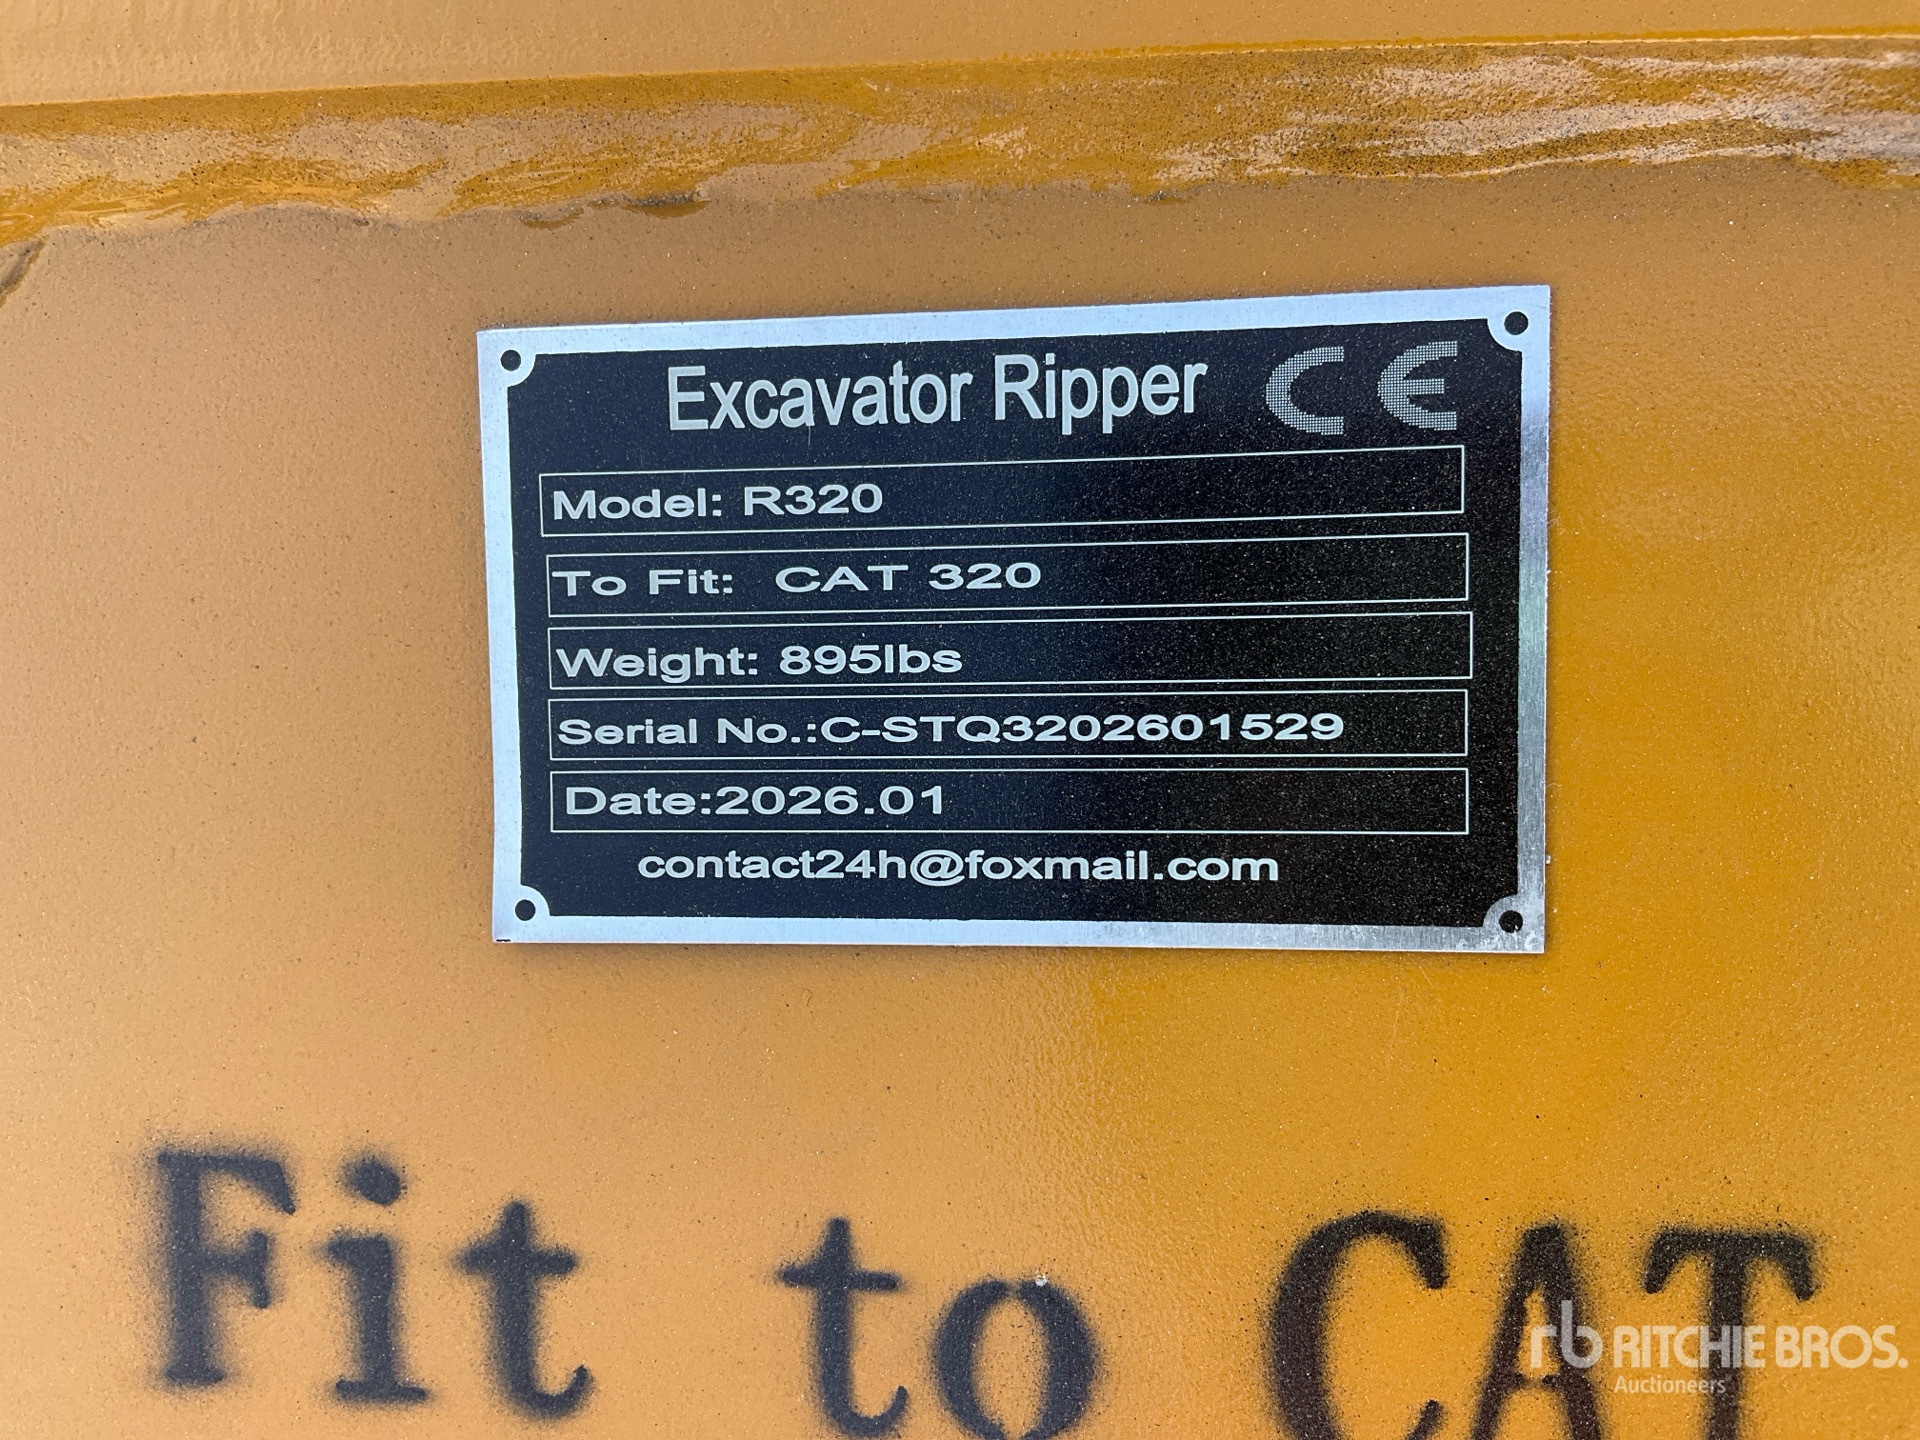 Excavator Ripper CE
Model: R320
To Fit: CAT 320
Weight: 895lbs
Serial No.:C-STQ3202601529
Date:2026.01
contact24h@foxmail.com
Fit to CAT
rb RITCHIE BROS.
Auctioneers